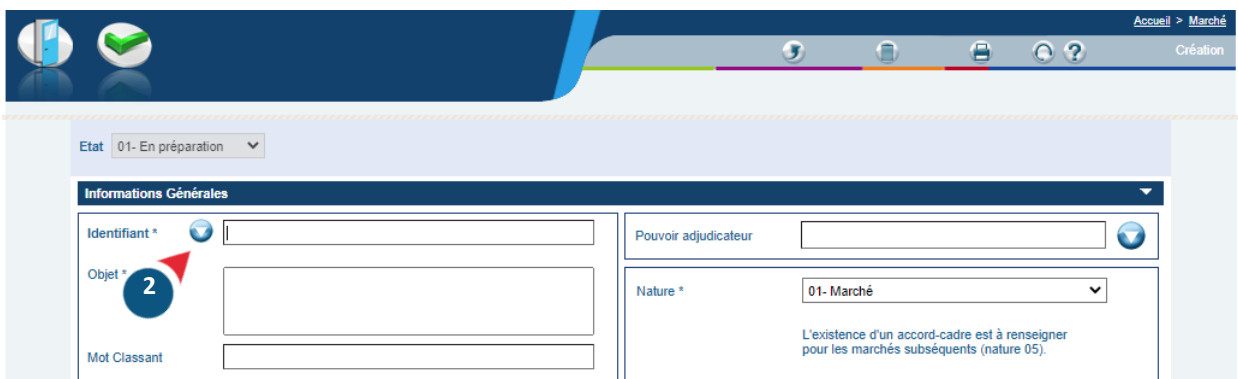 Accueil > Marché
Création
Etat 01- En préparation
Informations Générales
Identifiant *
Pouvoir adjudicateur
Objet *
2
Nature * 01- Marché
L'existence d'un accord-cadre est à renseigner
pour les marchés subséquents (nature 05).
Mot Classant